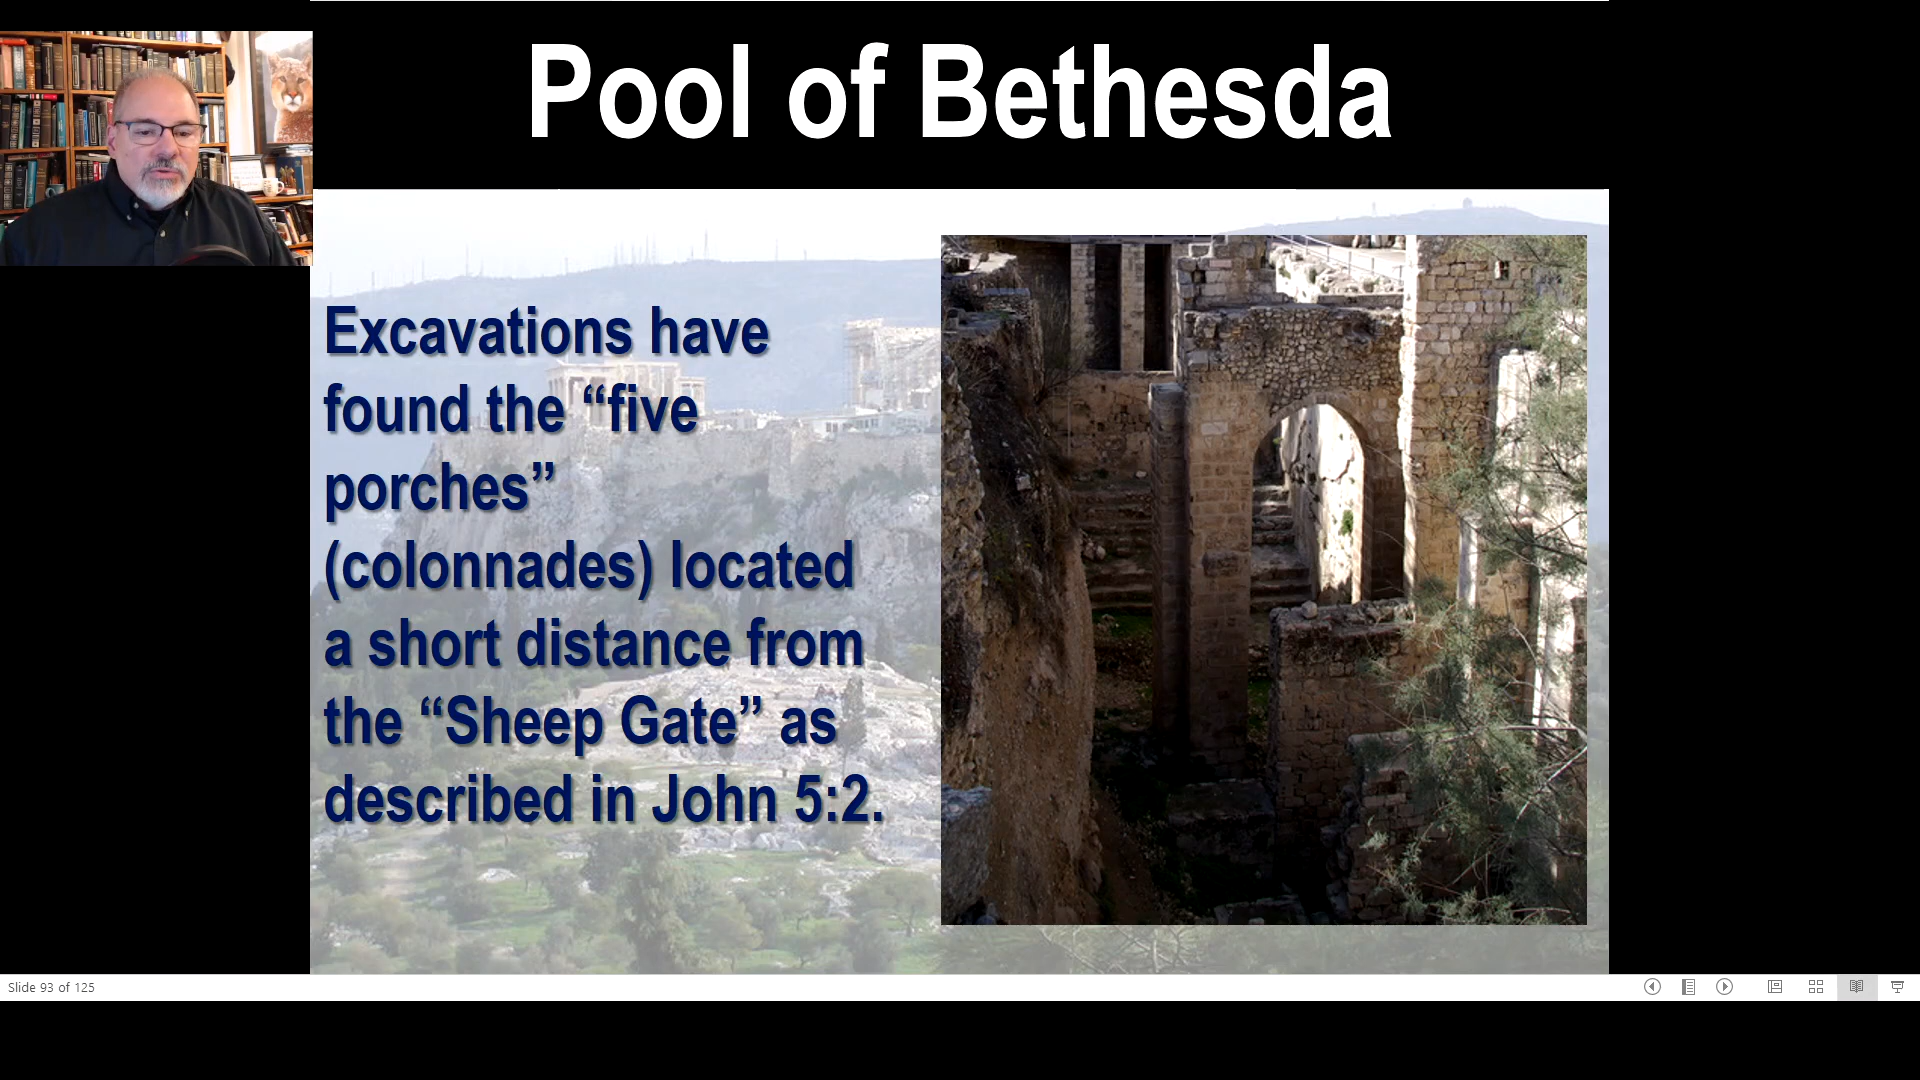 Pool of Bethesda
Excavations have
found the “five
porches”
(colonnades) located
a short distance from
the “Sheep Gate” as
described in John 5:2.
Slide 93 of 125